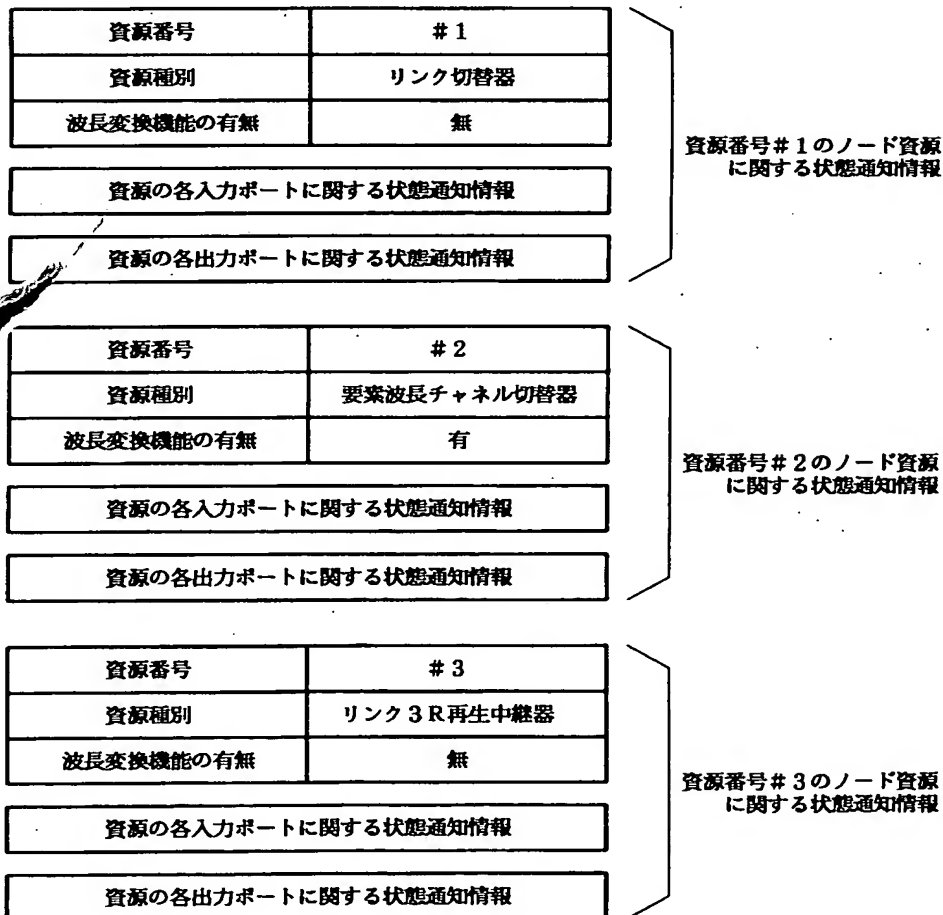 資源番号 #1
資源種別 リンク切替器
波長変換機能の有無 無
資源の各入力ポートに関する状態通知情報
資源の各出力ポートに関する状態通知情報
資源番号#1のノード資源
に関する状態通知情報
資源番号 #2
資源種別 要素波長チャネル切替器
波長変換機能の有無 有
資源の各入力ポートに関する状態通知情報
資源の各出力ポートに関する状態通知情報
資源番号#2のノード資源
に関する状態通知情報
資源番号 #3
資源種別 リンク3R再生中継器
波長変換機能の有無 無
資源の各入力ポートに関する状態通知情報
資源の各出力ポートに関する状態通知情報
資源番号#3のノード資源
に関する状態通知情報